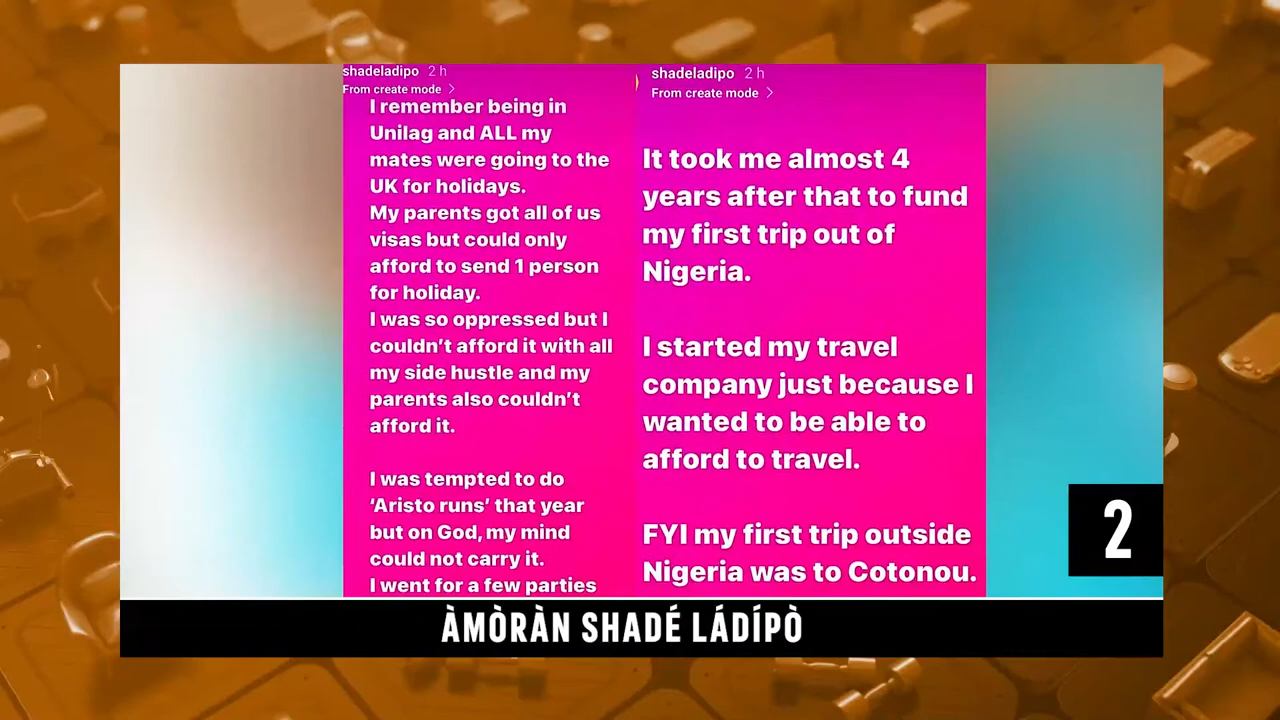 shadeladipo 2 h
From create mode >
I remember being in
Unilag and ALL my
mates were going to the
UK for holidays.
My parents got all of us
visas but could only
afford to send 1 person
for holiday.
I was so oppressed but I
couldn't afford it with all
my side hustle and my
parents also couldn't
afford it.
I was tempted to do
‘Aristo runs’ that year
but on God, my mind
could not carry it.
I went for a few parties
shadeladipo 2 h
From create mode >
It took me almost 4
years after that to fund
my first trip out of
Nigeria.
I started my travel
company just because I
wanted to be able to
afford to travel.
FYI my first trip outside
Nigeria was to Cotonou.
2
ÀMÒRÀN SHADÉ LÁDÍPÒ